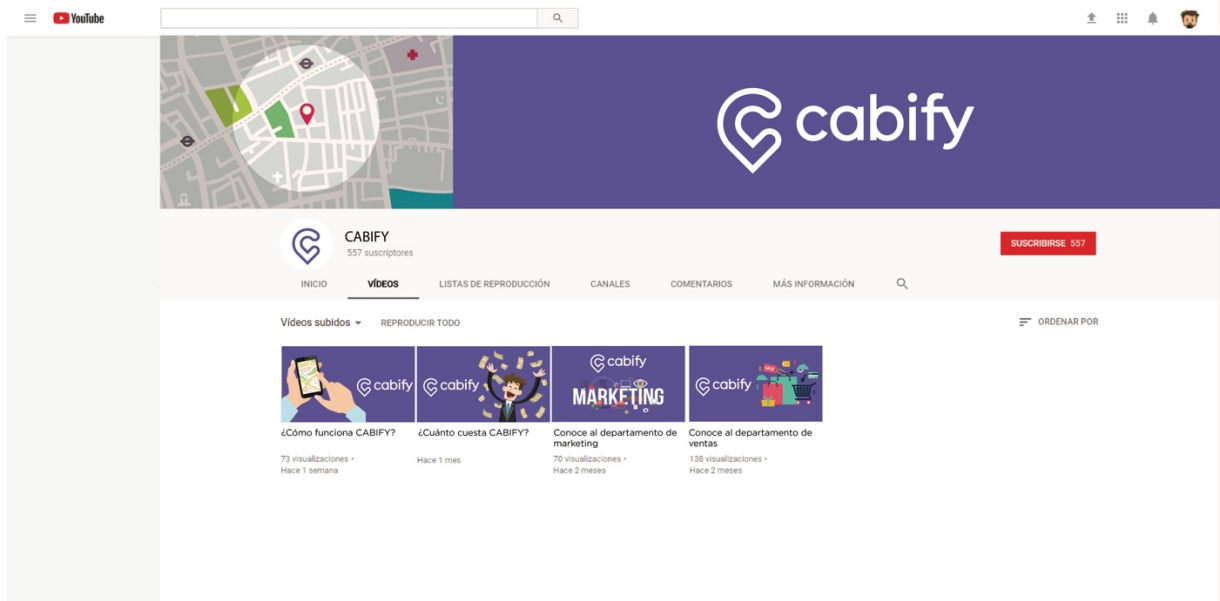 YouTube
cabify
CABIFY
557 suscriptores
SUSCRIBIRSE 557
INICIO VÍDEOS LISTAS DE REPRODUCCIÓN CANALES COMENTARIOS MÁS INFORMACIÓN
Vídeos subidos REPRODUCIR TODO ORDENAR POR
cabify
cabify
cabify
MARKETING
cabify
SALE
¿Cómo funciona CABIFY?
73 visualizaciones •
Hace 1 semana
¿Cuánto cuesta CABIFY?
Hace 1 mes
Conoce al departamento de
marketing
70 visualizaciones •
Hace 2 meses
Conoce al departamento de
ventas
138 visualizaciones •
Hace 2 meses